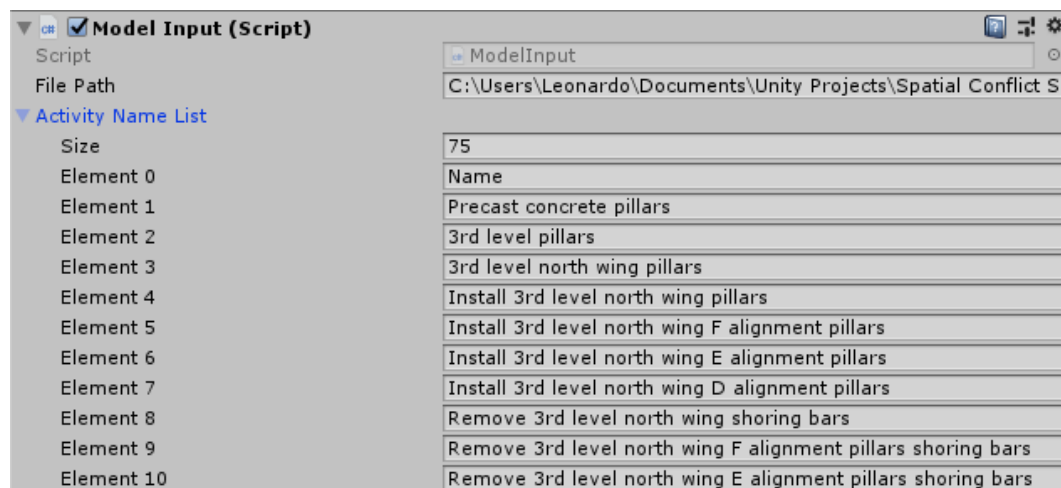 Model Input (Script)
Script ModelInput
File Path C:\Users\Leonardo\Documents\Unity Projects\Spatial Conflict S
Activity Name List
Size 75
Element 0 Name
Element 1 Precast concrete pillars
Element 2 3rd level pillars
Element 3 3rd level north wing pillars
Element 4 Install 3rd level north wing pillars
Element 5 Install 3rd level north wing F alignment pillars
Element 6 Install 3rd level north wing E alignment pillars
Element 7 Install 3rd level north wing D alignment pillars
Element 8 Remove 3rd level north wing shoring bars
Element 9 Remove 3rd level north wing F alignment pillars shoring bars
Element 10 Remove 3rd level north wing E alignment pillars shoring bars